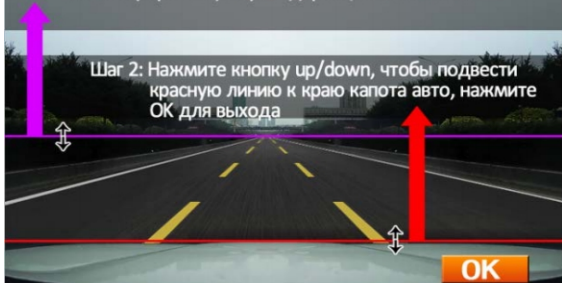 Шаг 2: Нажмите кнопку up/down, чтобы подвести
красную линию к краю капота авто, нажмите
ОК для выхода
OK